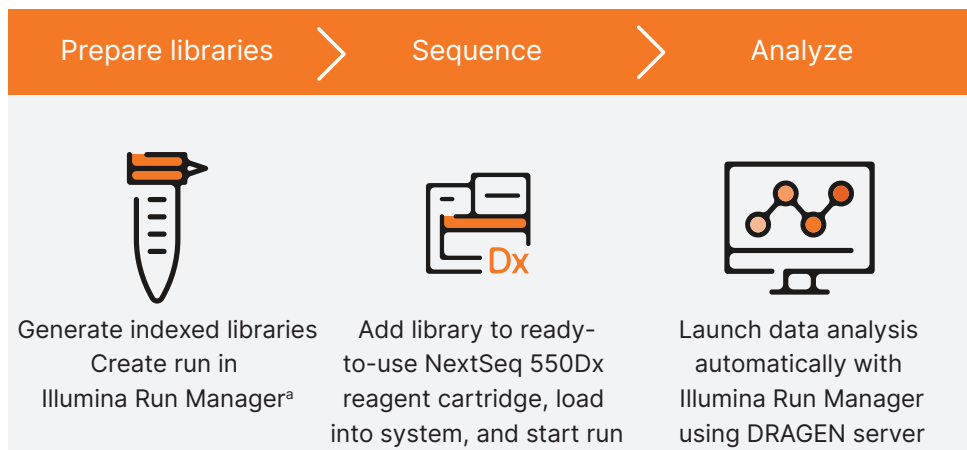 Prepare libraries
Sequence
Analyze
Dx
Generate indexed libraries
Create run in
Illumina Run Managerᵃ
Add library to ready-
to-use NextSeq 550Dx
reagent cartridge, load
into system, and start run
Launch data analysis
automatically with
Illumina Run Manager
using DRAGEN server